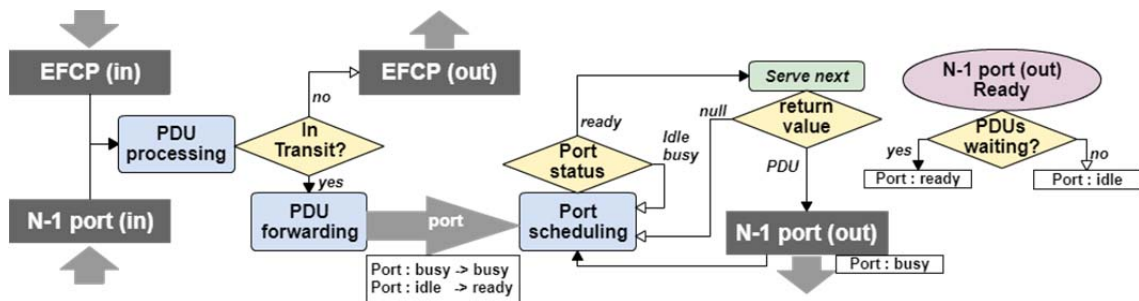 EFCP (in)
PDU
processing
N-1 port (in)
In
Transit?
no
yes
EFCP (out)
PDU
forwarding
port
Port : busy -> busy
Port : idle -> ready
Port
scheduling
Port
status
ready
Idle
busy
Serve next
return
value
null
PDU
N-1 port (out)
Port : busy
N-1 port (out)
Ready
PDUs
waiting?
yes
Port : ready
no
Port : idle